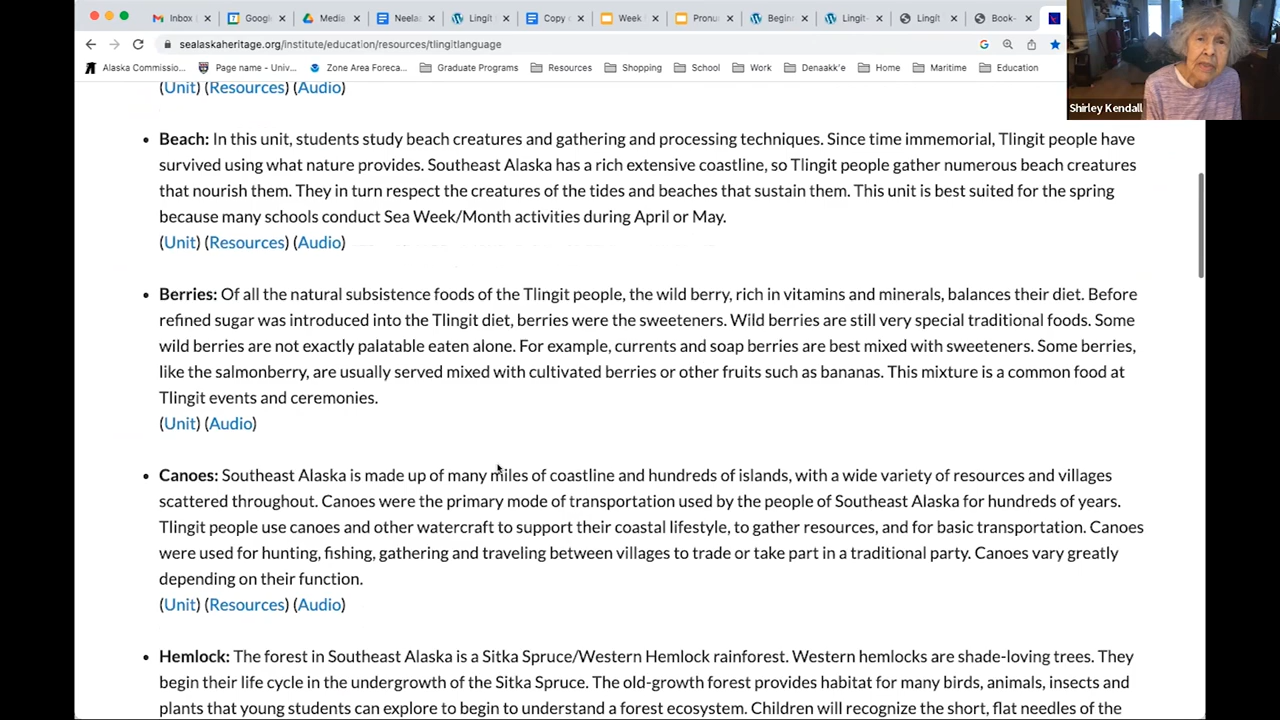 Inbox
Googl
Media
Neela
Lingít
Copy
Week
Pronu
Beginn
Lingít-
Lingít
Book-
sealaskaheritage.org/institute/education/resources/tlingitlanguage
Alaska Commissio...
Page name - Univ...
Zone Area Foreca...
Graduate Programs
Resources
Shopping
School
Work
Denaakk'e
Home
Maritime
Education
Shirley Kendall
(Unit) (Resources) (Audio)
• Beach: In this unit, students study beach creatures and gathering and processing techniques. Since time immemorial, Tlingit people have
survived using what nature provides. Southeast Alaska has a rich extensive coastline, so Tlingit people gather numerous beach creatures
that nourish them. They in turn respect the creatures of the tides and beaches that sustain them. This unit is best suited for the spring
because many schools conduct Sea Week/Month activities during April or May.
(Unit) (Resources) (Audio)
• Berries: Of all the natural subsistence foods of the Tlingit people, the wild berry, rich in vitamins and minerals, balances their diet. Before
refined sugar was introduced into the Tlingit diet, berries were the sweeteners. Wild berries are still very special traditional foods. Some
wild berries are not exactly palatable eaten alone. For example, currents and soap berries are best mixed with sweeteners. Some berries,
like the salmonberry, are usually served mixed with cultivated berries or other fruits such as bananas. This mixture is a common food at
Tlingit events and ceremonies.
(Unit) (Audio)
• Canoes: Southeast Alaska is made up of many miles of coastline and hundreds of islands, with a wide variety of resources and villages
scattered throughout. Canoes were the primary mode of transportation used by the people of Southeast Alaska for hundreds of years.
Tlingit people use canoes and other watercraft to support their coastal lifestyle, to gather resources, and for basic transportation. Canoes
were used for hunting, fishing, gathering and traveling between villages to trade or take part in a traditional party. Canoes vary greatly
depending on their function.
(Unit) (Resources) (Audio)
• Hemlock: The forest in Southeast Alaska is a Sitka Spruce/Western Hemlock rainforest. Western hemlocks are shade-loving trees. They
begin their life cycle in the undergrowth of the Sitka Spruce. The old-growth forest provides habitat for many birds, animals, insects and
plants that young students can explore to begin to understand a forest ecosystem. Children will recognize the short, flat needles of the